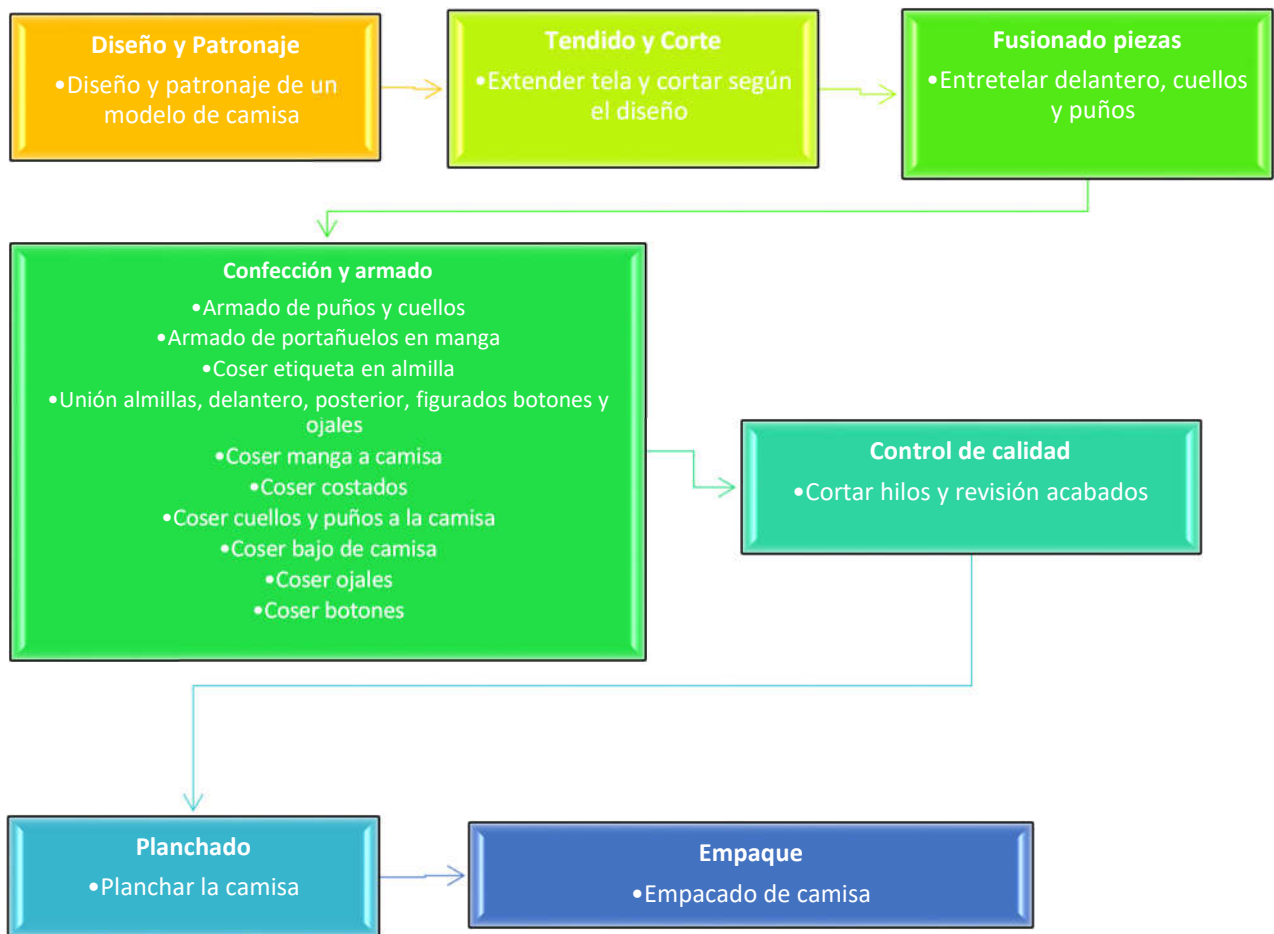 Diseño y Patronaje
•Diseño y patronaje de un
modelo de camisa
Tendido y Corte
•Extender tela y cortar según
el diseño
Fusionado piezas
•Entretelar delantero, cuellos
y puños
Confección y armado
•Armado de puños y cuellos
•Armado de portañuelos en manga
•Coser etiqueta en almilla
•Unión almillas, delantero, posterior, figurados botones y
ojales
•Coser manga a camisa
•Coser costados
•Coser cuellos y puños a la camisa
•Coser bajo de camisa
•Coser ojales
•Coser botones
Control de calidad
•Cortar hilos y revisión acabados
Planchado
•Planchar la camisa
Empaque
•Empacado de camisa